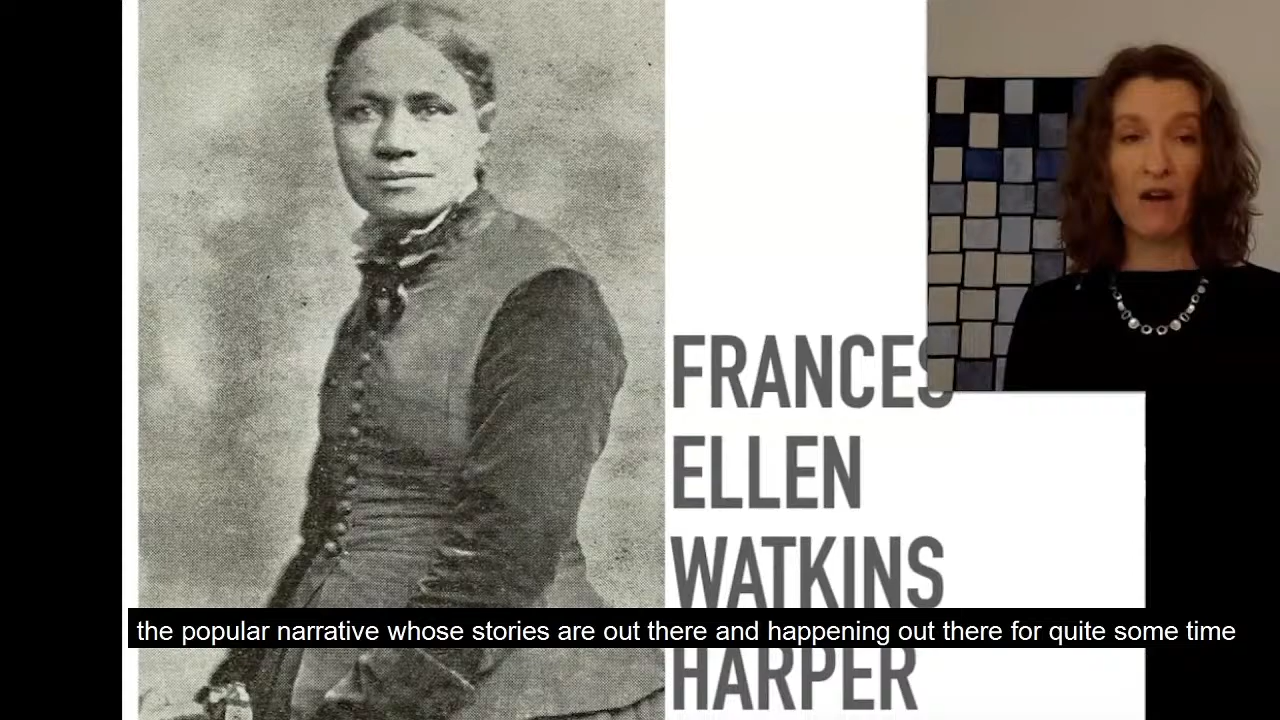 FRANCES
ELLEN
WATKINS
the popular narrative whose stories are out there and happening out there for quite some time
HARPER